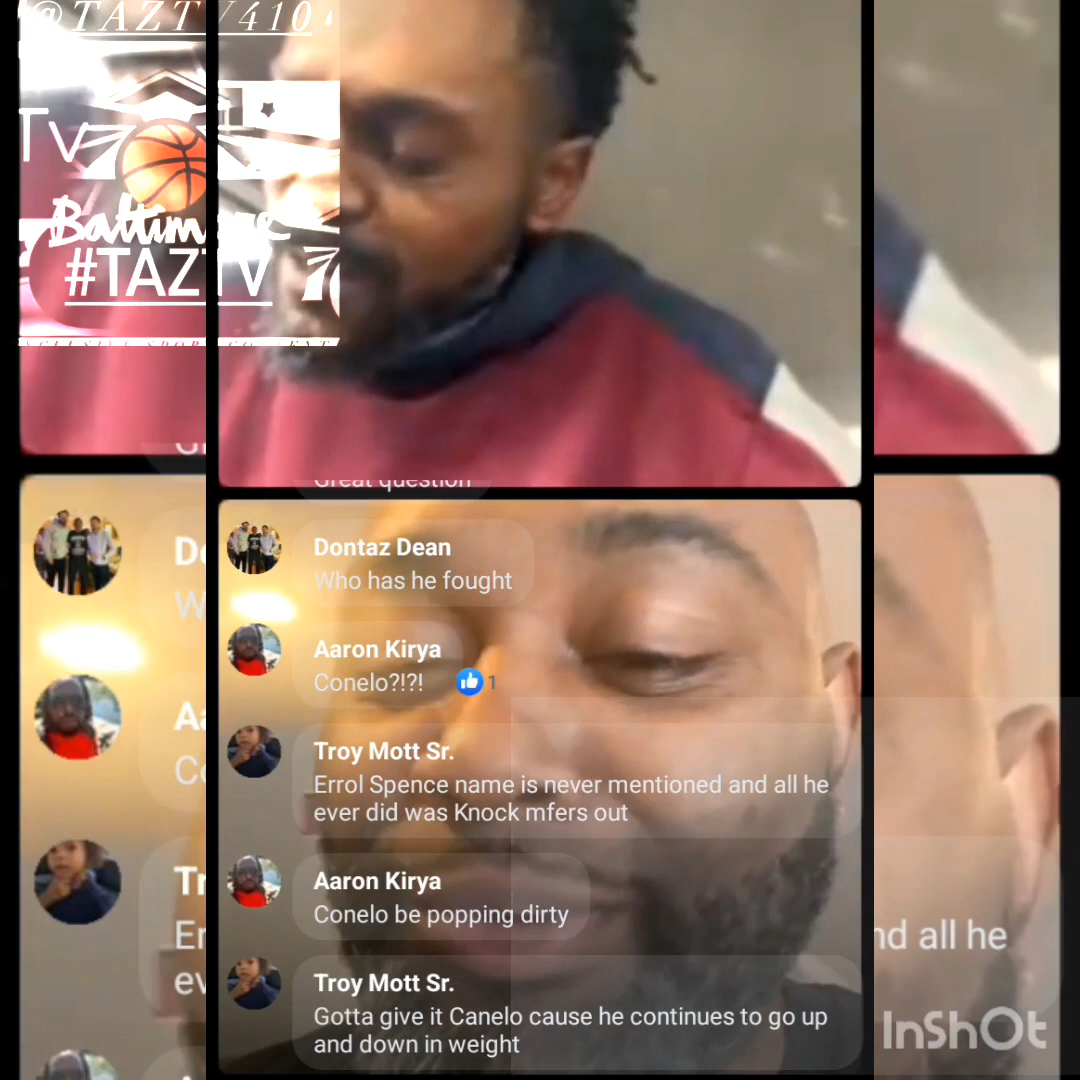 @TAZTV410
TV
Baltimore
#TAZTV
Great question
Dontaz Dean
Who has he fought
Aaron Kirya
Conelo?!?!
1
Troy Mott Sr.
Errol Spence name is never mentioned and all he
ever did was Knock mfers out
Aaron Kirya
Conelo be popping dirty
Troy Mott Sr.
Gotta give it Canelo cause he continues to go up
and down in weight
nd all he
InShOt